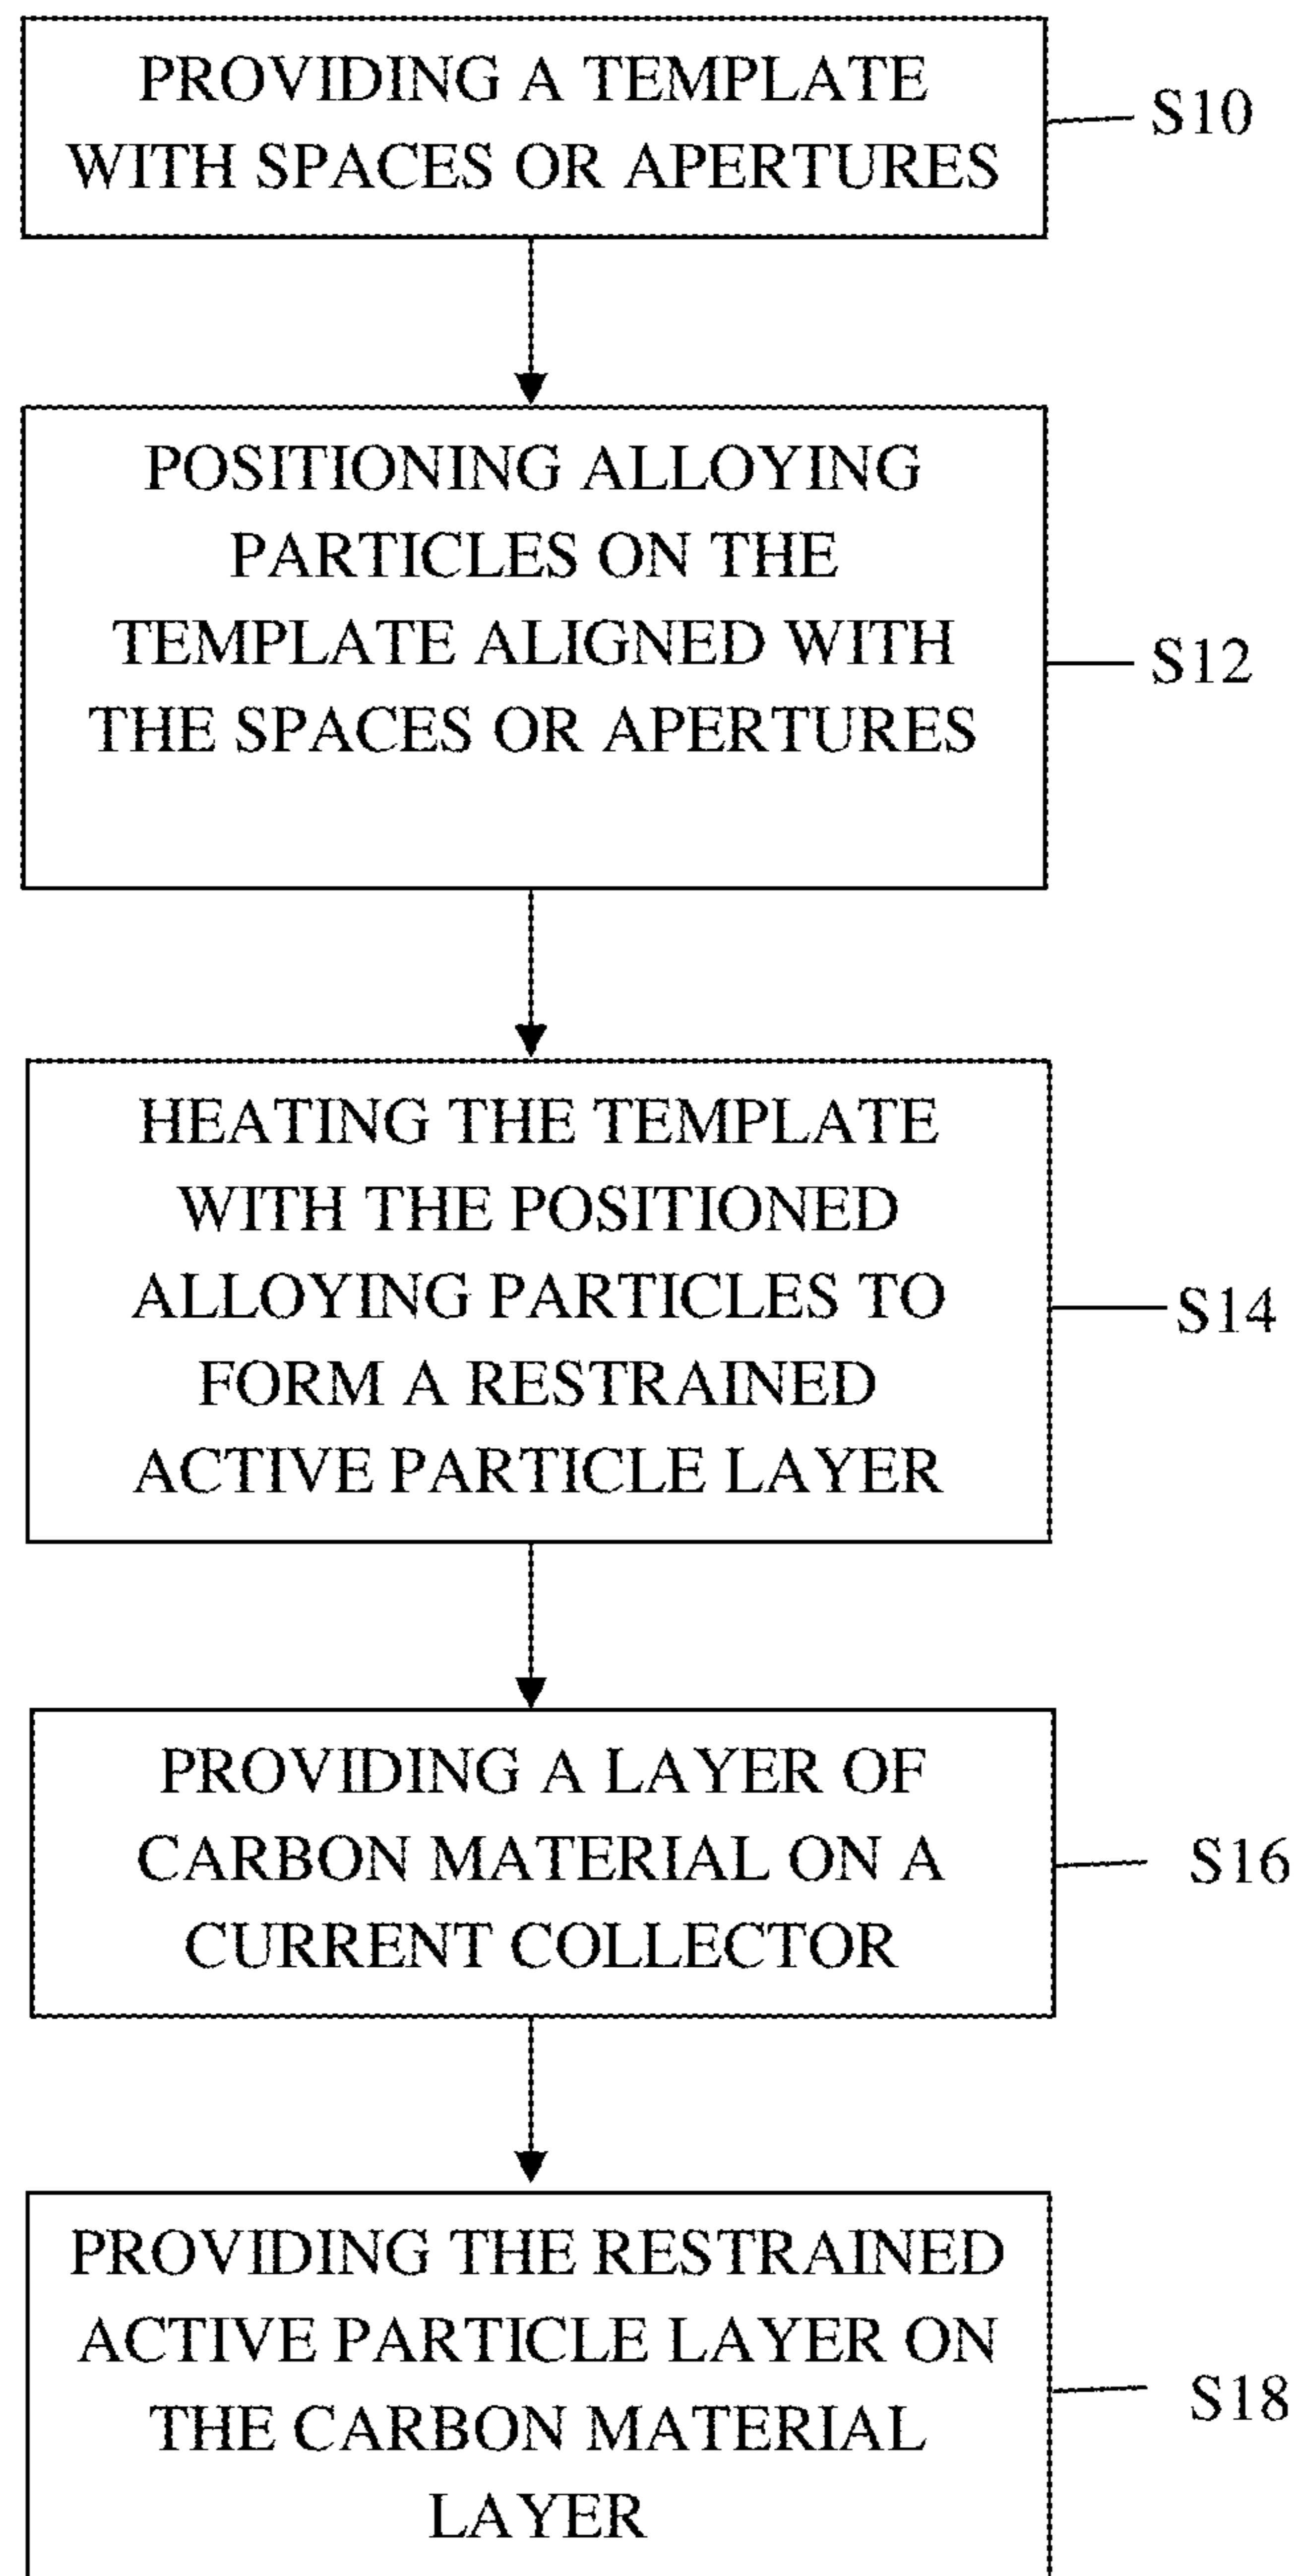 PROVIDING A TEMPLATE
WITH SPACES OR APERTURES
S10
POSITIONING ALLOYING
PARTICLES ON THE
TEMPLATE ALIGNED WITH
THE SPACES OR APERTURES
S12
HEATING THE TEMPLATE
WITH THE POSITIONED
ALLOYING PARTICLES TO
FORM A RESTRAINED
ACTIVE PARTICLE LAYER
S14
PROVIDING A LAYER OF
CARBON MATERIAL ON A
CURRENT COLLECTOR
S16
PROVIDING THE RESTRAINED
ACTIVE PARTICLE LAYER ON
THE CARBON MATERIAL
LAYER
S18